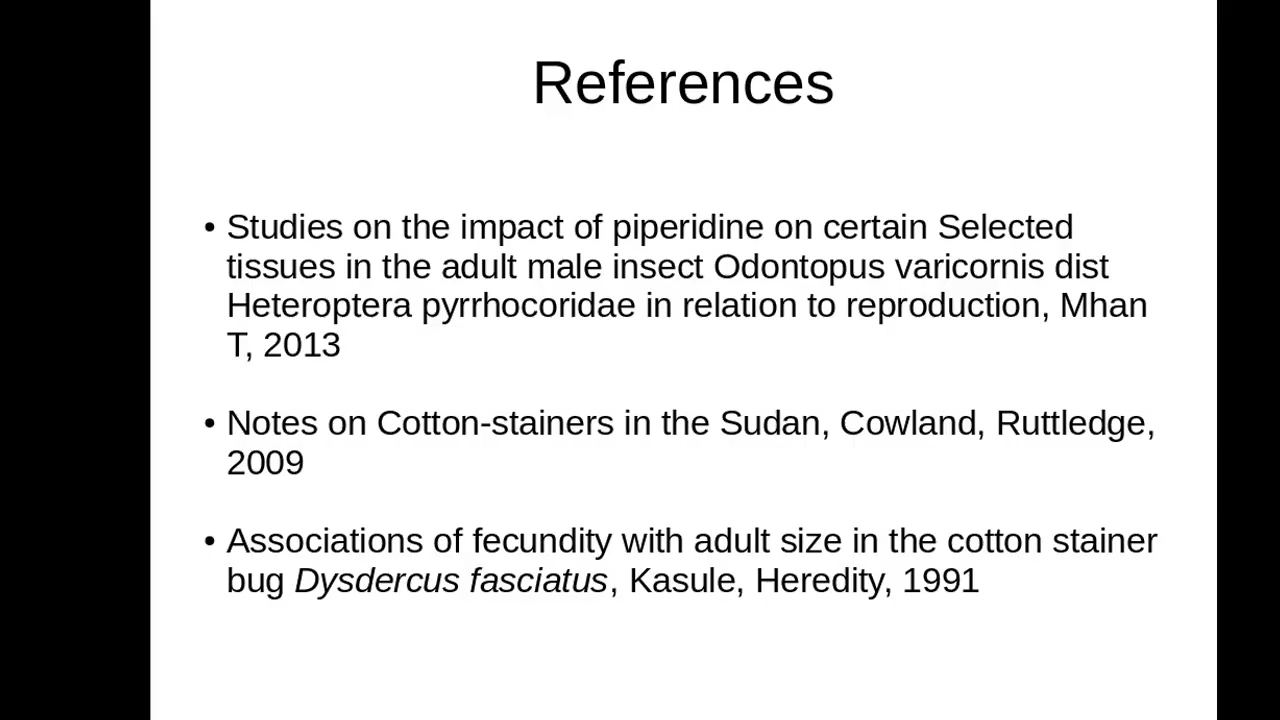 References
• Studies on the impact of piperidine on certain Selected
tissues in the adult male insect Odontopus varicornis dist
Heteroptera pyrrhocoridae in relation to reproduction, Mhan
T, 2013
• Notes on Cotton-stainers in the Sudan, Cowland, Ruttledge,
2009
• Associations of fecundity with adult size in the cotton stainer
bug Dysdercus fasciatus, Kasule, Heredity, 1991